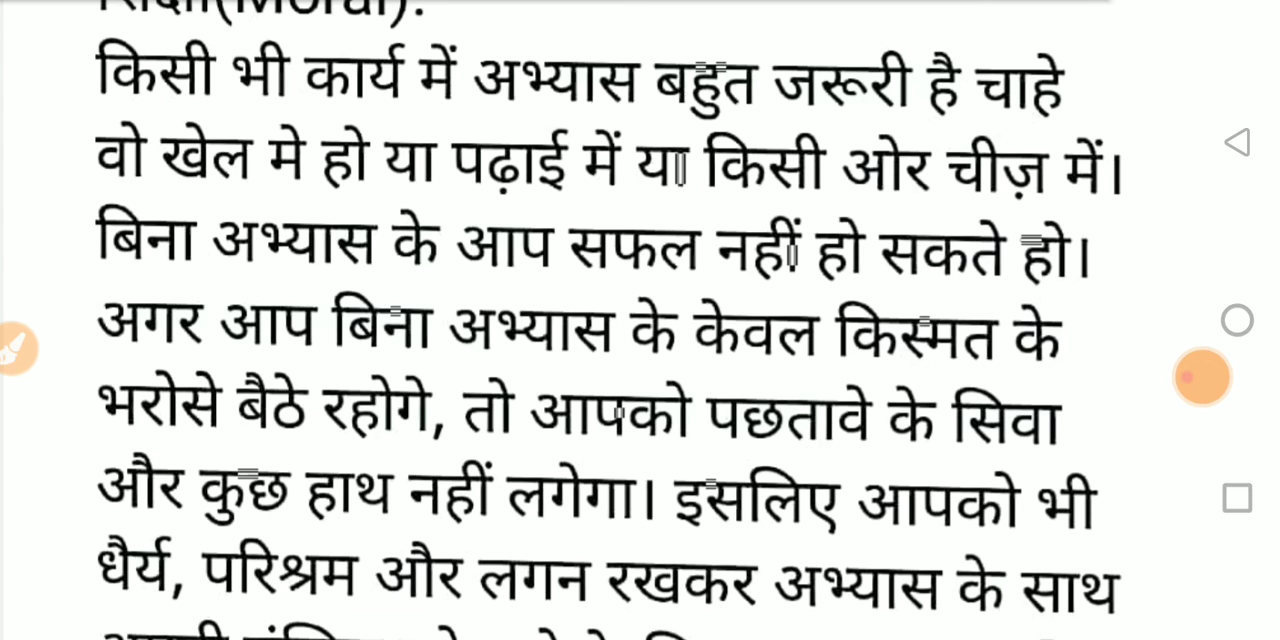 शिक्षा(Moral):
किसी भी कार्य में अभ्यास बहुत जरूरी है चाहे
वो खेल मे हो या पढ़ाई में या किसी ओर चीज़ में।
बिना अभ्यास के आप सफल नहीं हो सकते हो।
अगर आप बिना अभ्यास के केवल किस्मत के
भरोसे बैठे रहोगे, तो आपको पछतावे के सिवा
और कुछ हाथ नहीं लगेगा। इसलिए आपको भी
धैर्य, परिश्रम और लगन रखकर अभ्यास के साथ